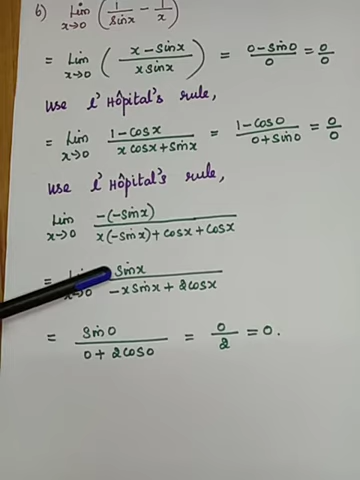 6) Lim x→0 (1/sinx − 1/x)
= Lim x→0 (x − sinx / x sinx) = 0 − sin0 / 0 = 0/0
use l' Hôpital's rule,
= Lim x→0 1 − cosx / x cosx + sinx = 1 − cos0 / 0 + sin0 = 0/0
use l' Hôpital's rule,
Lim x→0 −(−sinx) / x(−sinx) + cosx + cosx
= x→0 sinx / −x sinx + 2cosx
= sin0 / 0 + 2cos0 = 0/2 = 0.